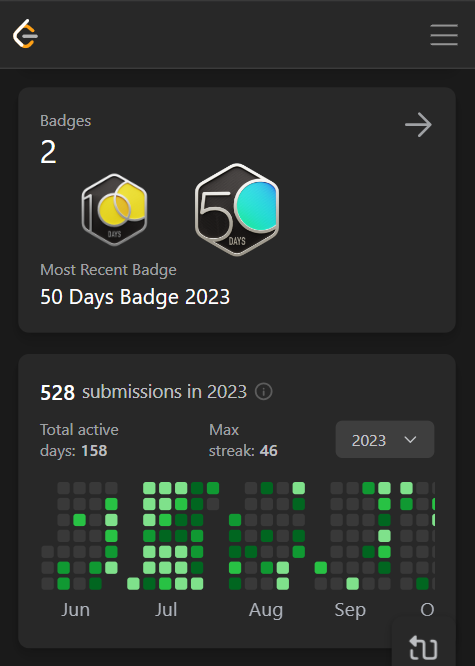 Badges
2
100
DAYS
50
DAYS
Most Recent Badge
50 Days Badge 2023
528 submissions in 2023
Total active
days: 158
Max
streak: 46
2023
Jun Jul Aug Sep O